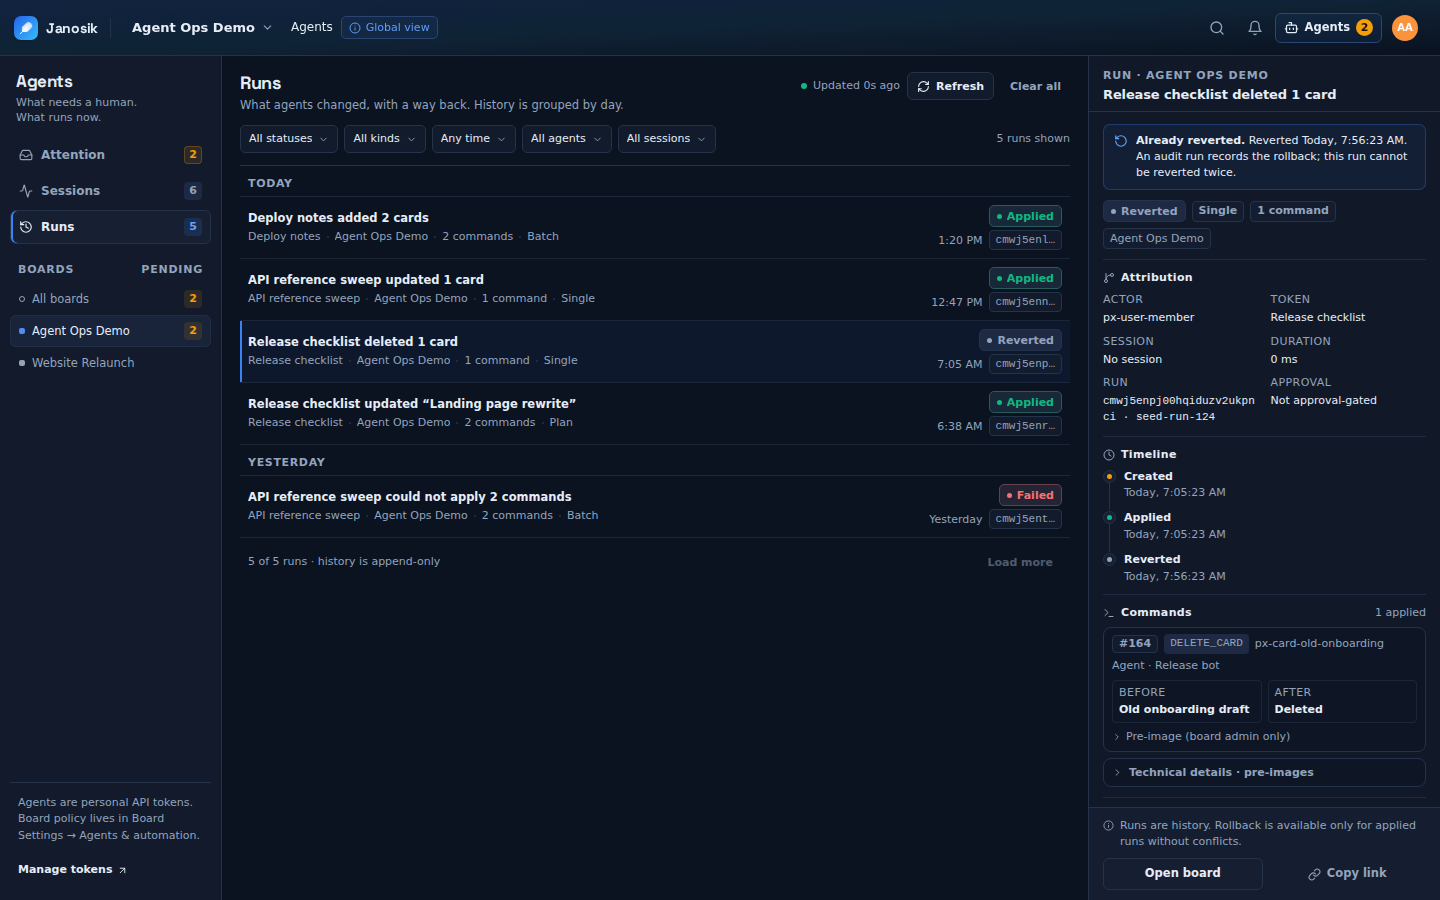 Janosik
Agent Ops Demo
Agents
Global view
Agents 2
AA
Agents
What needs a human.
What runs now.
Attention 2
Sessions 6
Runs 5
BOARDS PENDING
All boards 2
Agent Ops Demo 2
Website Relaunch
Agents are personal API tokens.
Board policy lives in Board
Settings → Agents & automation.
Manage tokens
Runs
What agents changed, with a way back. History is grouped by day.
Updated 0s ago
Refresh
Clear all
All statuses
All kinds
Any time
All agents
All sessions
5 runs shown
TODAY
Deploy notes added 2 cards
Applied
Deploy notes · Agent Ops Demo · 2 commands · Batch
1:20 PM cmwj5enl…
API reference sweep updated 1 card
Applied
API reference sweep · Agent Ops Demo · 1 command · Single
12:47 PM cmwj5enn…
Release checklist deleted 1 card
Reverted
Release checklist · Agent Ops Demo · 1 command · Single
7:05 AM cmwj5enp…
Release checklist updated “Landing page rewrite”
Applied
Release checklist · Agent Ops Demo · 2 commands · Plan
6:38 AM cmwj5enr…
YESTERDAY
API reference sweep could not apply 2 commands
Failed
API reference sweep · Agent Ops Demo · 2 commands · Batch
Yesterday cmwj5ent…
5 of 5 runs · history is append-only
Load more
RUN · AGENT OPS DEMO
Release checklist deleted 1 card
Already reverted. Reverted Today, 7:56:23 AM.
An audit run records the rollback; this run cannot
be reverted twice.
Reverted Single 1 command
Agent Ops Demo
Attribution
ACTOR TOKEN
px-user-member Release checklist
SESSION DURATION
No session 0 ms
RUN APPROVAL
cmwj5enpj00hqiduzv2ukpn Not approval-gated
ci · seed-run-124
Timeline
Created
Today, 7:05:23 AM
Applied
Today, 7:05:23 AM
Reverted
Today, 7:56:23 AM
Commands 1 applied
#164 DELETE_CARD px-card-old-onboarding
Agent · Release bot
BEFORE AFTER
Old onboarding draft Deleted
Pre-image (board admin only)
Technical details · pre-images
Runs are history. Rollback is available only for applied
runs without conflicts.
Open board
Copy link